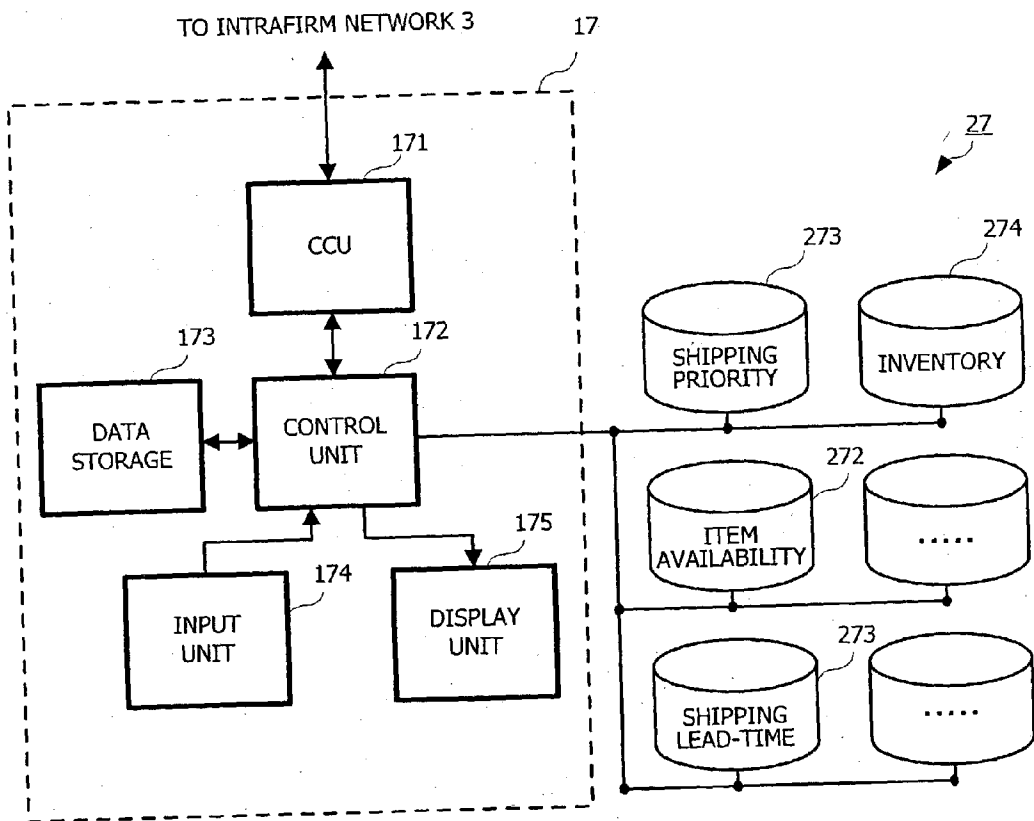 TO INTRAFIRM NETWORK 3
17
27
171
CCU
273
274
SHIPPING
PRIORITY
INVENTORY
173
172
DATA
STORAGE
CONTROL
UNIT
272
ITEM
AVAILABILITY
.....
174
175
INPUT
UNIT
DISPLAY
UNIT
273
SHIPPING
LEAD-TIME
.....